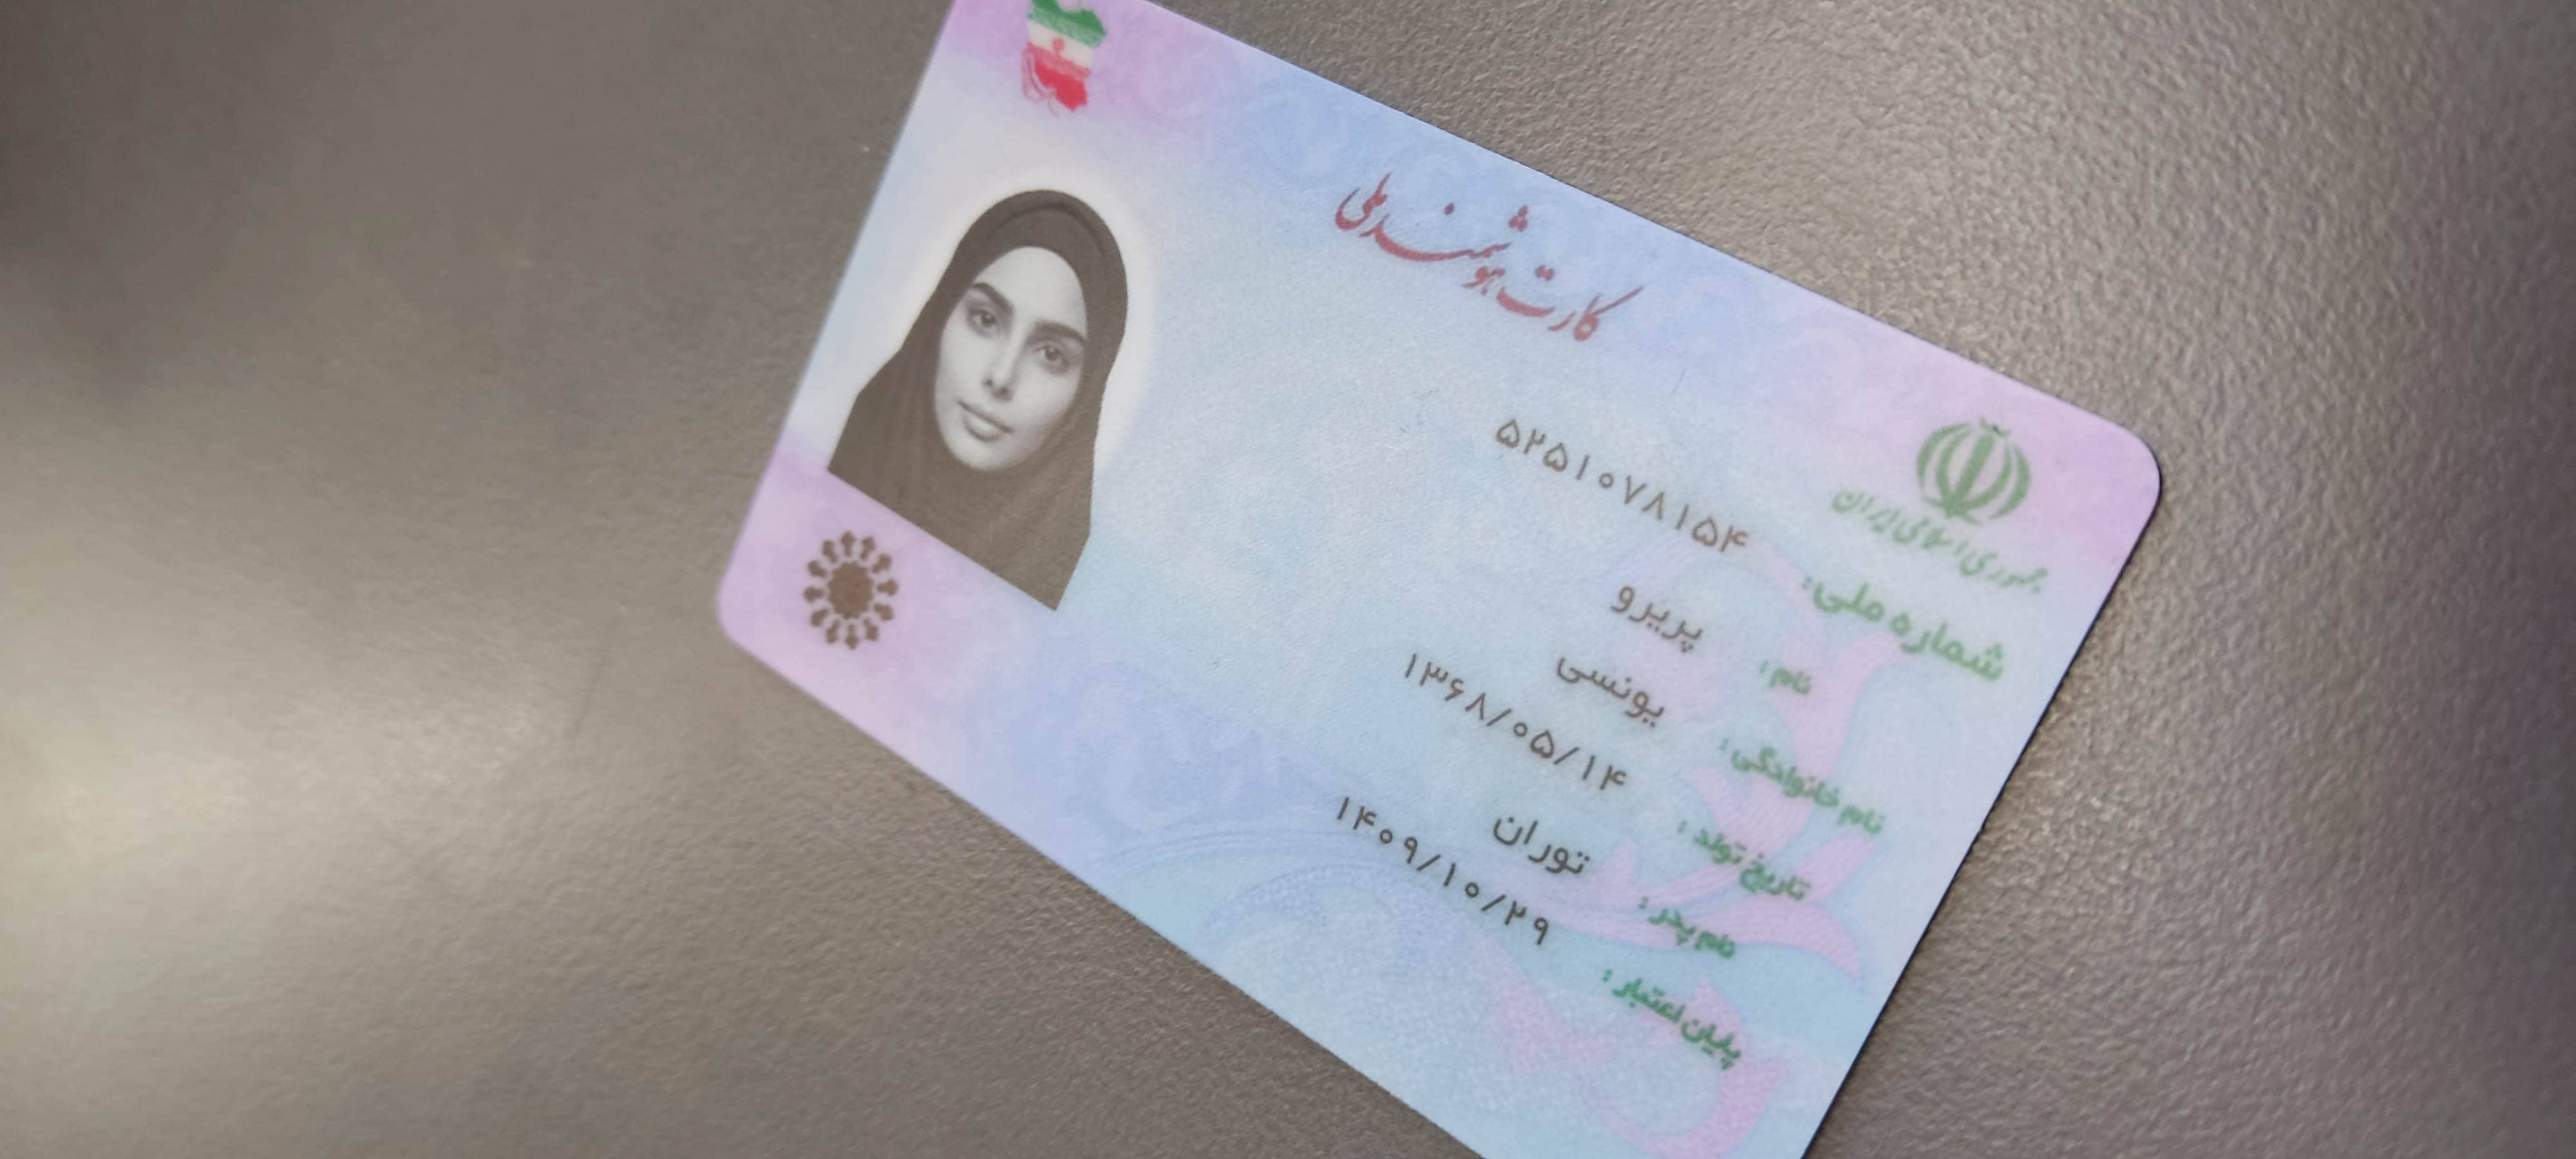 کارت هوشمند ملی
جمهوری اسلامی ایران
شماره ملی: ۵۲۵۱۰۷۸۱۵۴
نام: پریرو
نام خانوادگی: یونسی
تاریخ تولد: ۱۳۶۸/۰۵/۱۴
نام پدر: توران
پایان اعتبار: ۱۴۰۹/۱۰/۲۹